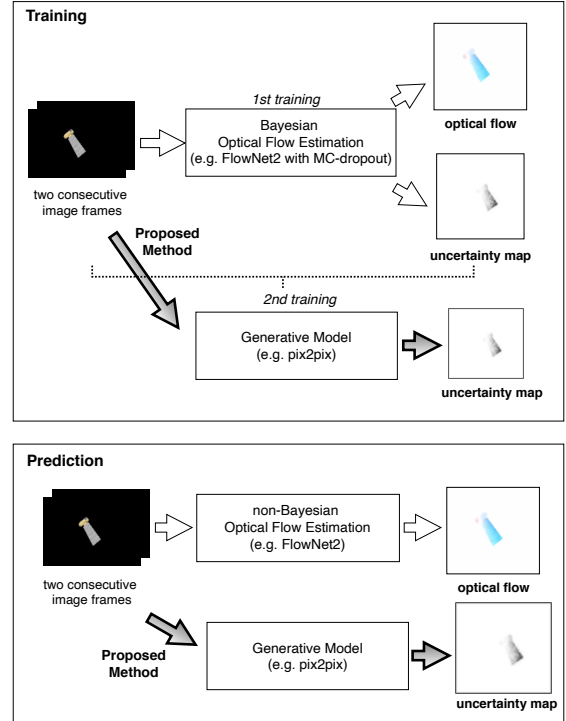 Training
1st training
Bayesian
Optical Flow Estimation
(e.g. FlowNet2 with MC-dropout)
optical flow
two consecutive
image frames
Proposed
Method
uncertainty map
2nd training
Generative Model
(e.g. pix2pix)
uncertainty map
Prediction
non-Bayesian
Optical Flow Estimation
(e.g. FlowNet2)
two consecutive
image frames
optical flow
Proposed
Method
Generative Model
(e.g. pix2pix)
uncertainty map